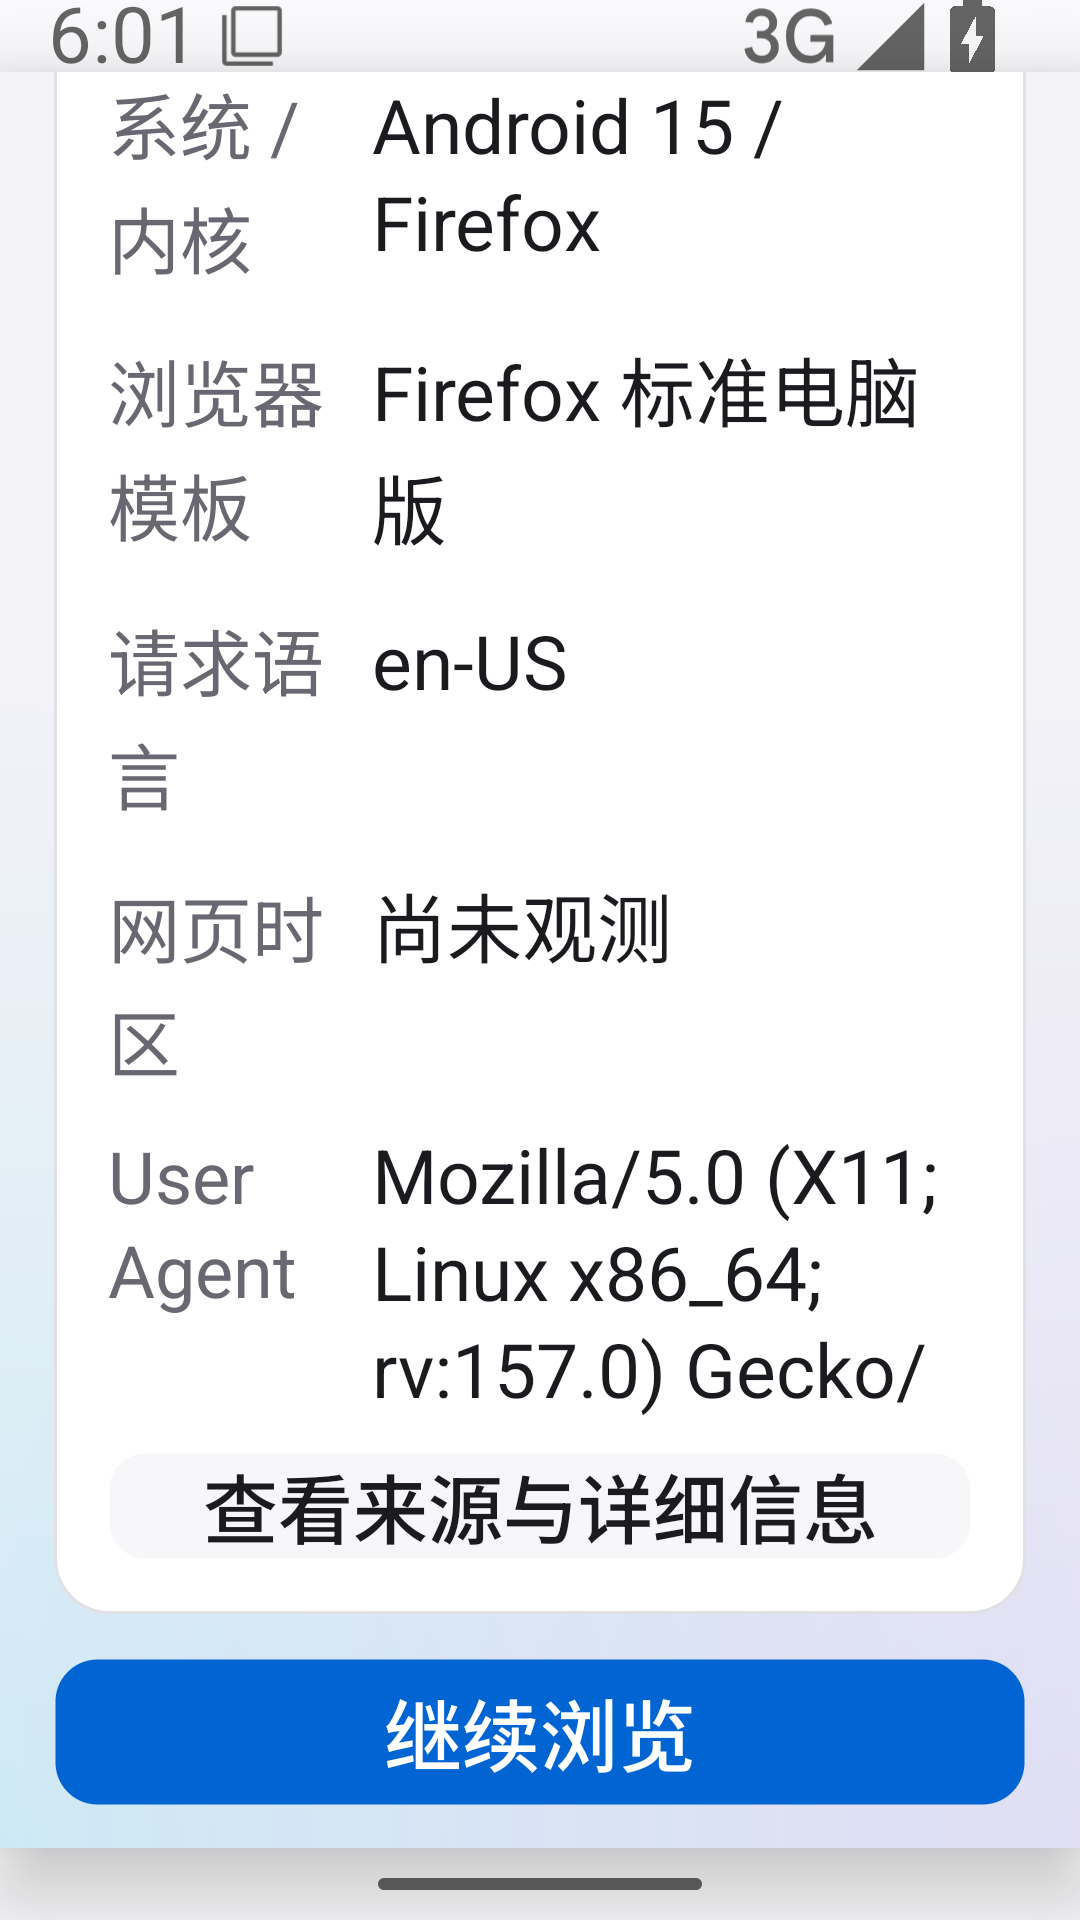 6:01 3G
系统 / Android 15 /
内核 Firefox
浏览器 Firefox 标准电脑
模板 版
请求语 en-US
言
网页时 尚未观测
区
User Mozilla/5.0 (X11;
Agent Linux x86_64;
rv:157.0) Gecko/
查看来源与详细信息
继续浏览